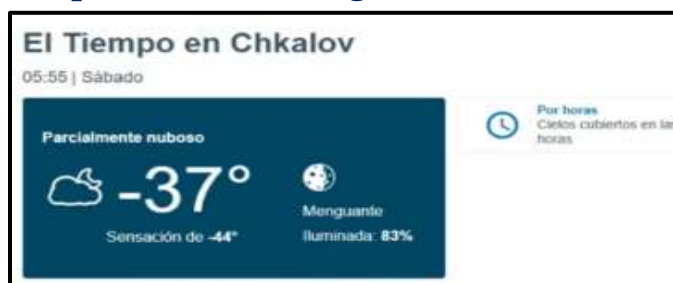 El Tiempo en Chkalov
05:55 | Sábado
Parcialmente nuboso
-37°
Sensación de -44°
Menguante
Iluminada: 83%
Por horas
Cielos cubiertos en las
horas